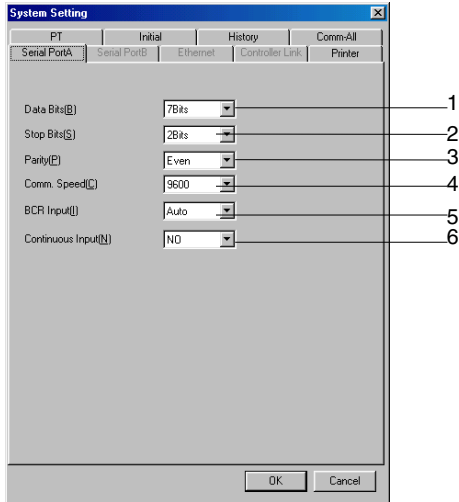 System Setting
PT Initial History Comm-All
Serial PortA Serial PortB Ethernet Controller Link Printer
Data Bits(B) 7Bits 1
Stop Bits(S) 2Bits 2
Parity(P) Even 3
Comm. Speed(C) 9600 4
BCR Input(I) Auto 5
Continuous Input(N) NO 6
OK Cancel